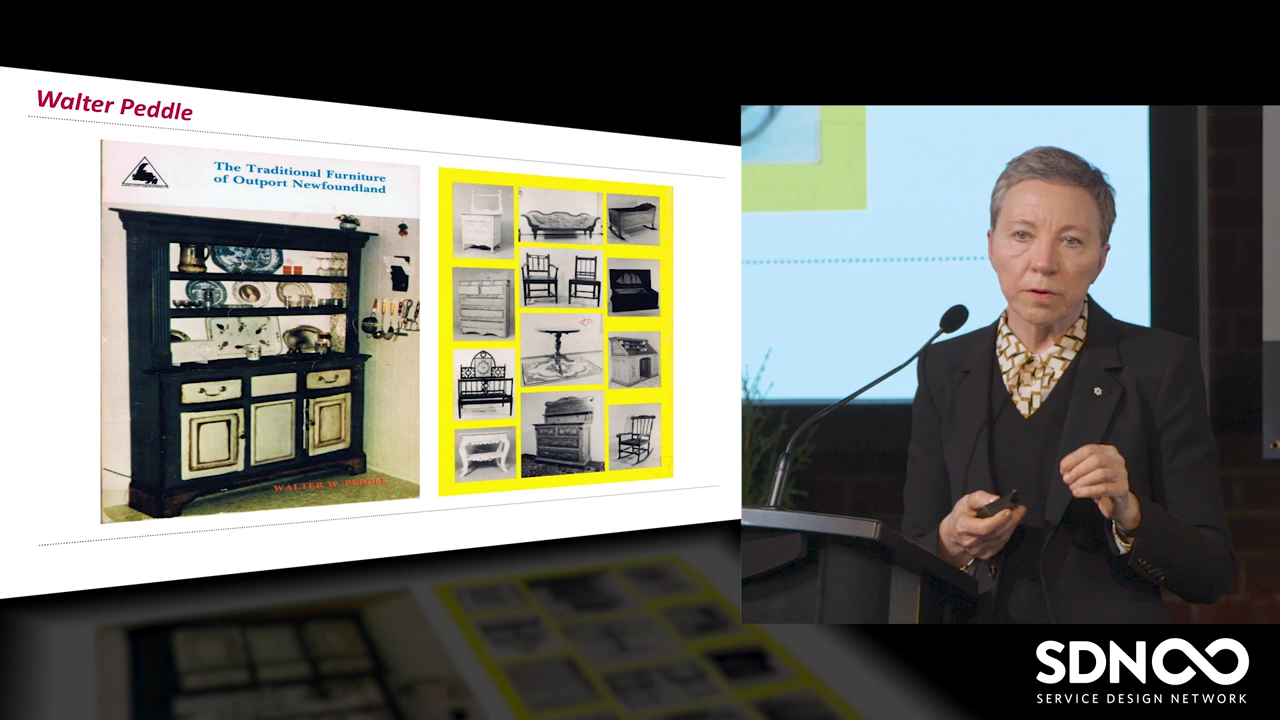 Walter Peddle
The Traditional Furniture
of Outport Newfoundland
WALTER W. PEDDLE
SDN
SERVICE DESIGN NETWORK